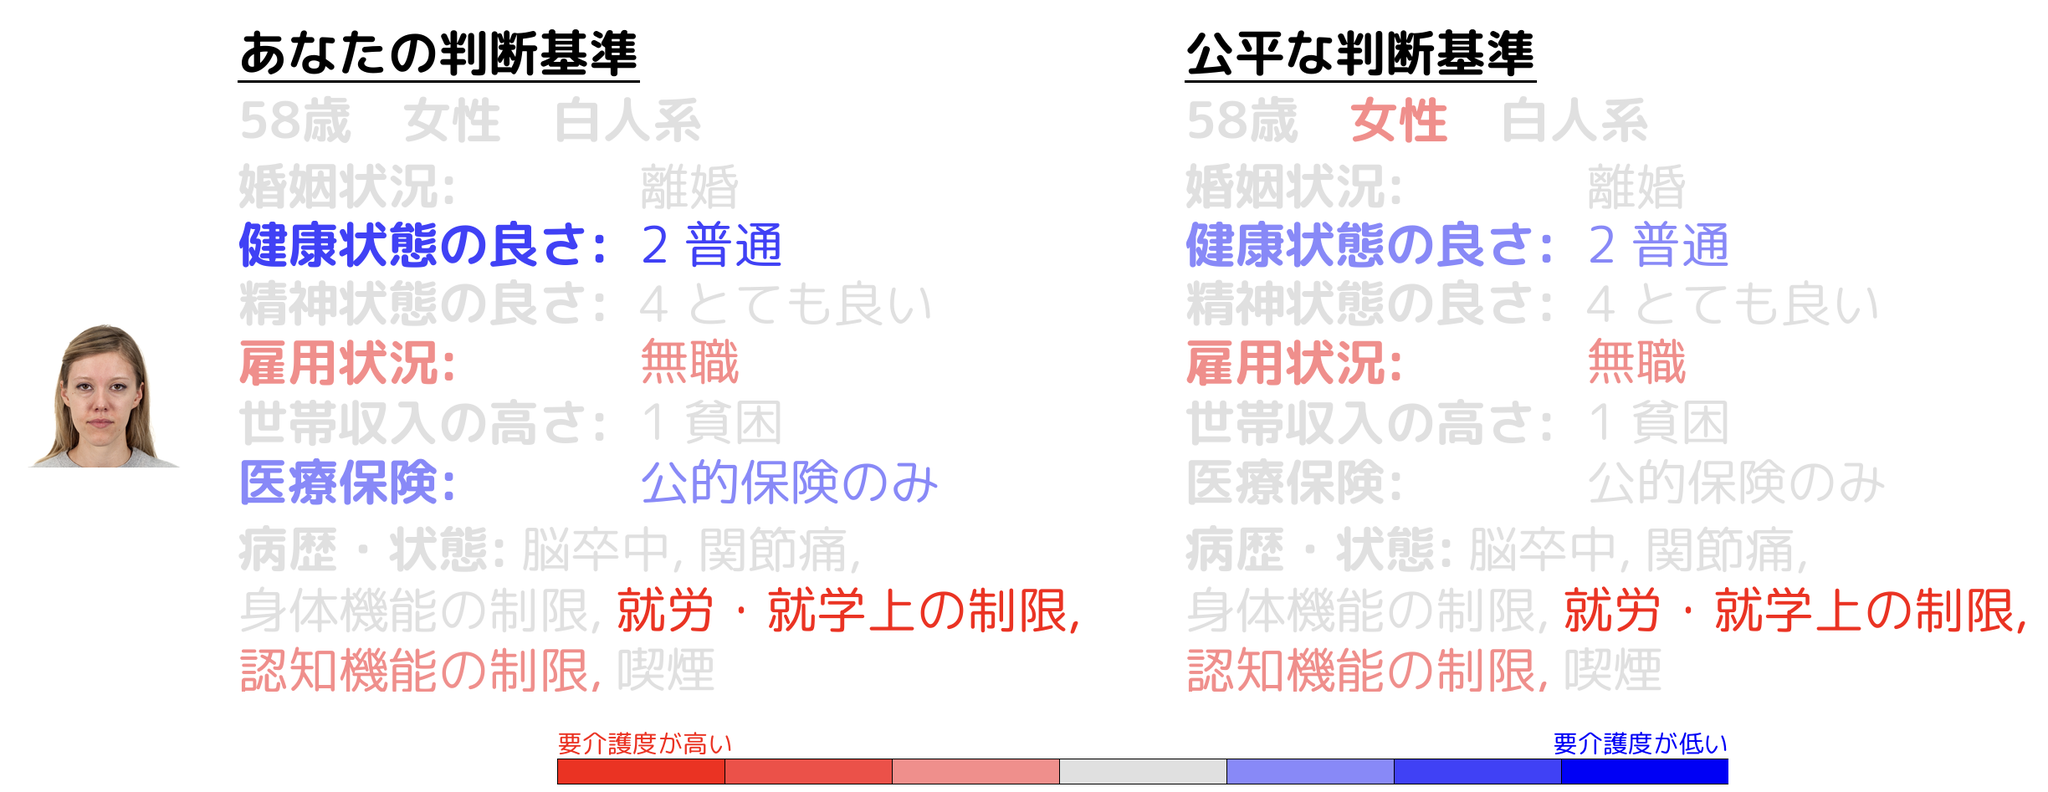 あなたの判断基準
58歳 女性 白人系
婚姻状況: 離婚
健康状態の良さ: 2 普通
精神状態の良さ: 4 とても良い
雇用状況: 無職
世帯収入の高さ: 1 貧困
医療保険: 公的保険のみ
病歴・状態: 脳卒中, 関節痛,
身体機能の制限, 就労・就学上の制限,
認知機能の制限, 喫煙
公平な判断基準
58歳 女性 白人系
婚姻状況: 離婚
健康状態の良さ: 2 普通
精神状態の良さ: 4 とても良い
雇用状況: 無職
世帯収入の高さ: 1 貧困
医療保険: 公的保険のみ
病歴・状態: 脳卒中, 関節痛,
身体機能の制限, 就労・就学上の制限,
認知機能の制限, 喫煙
要介護度が高い
要介護度が低い